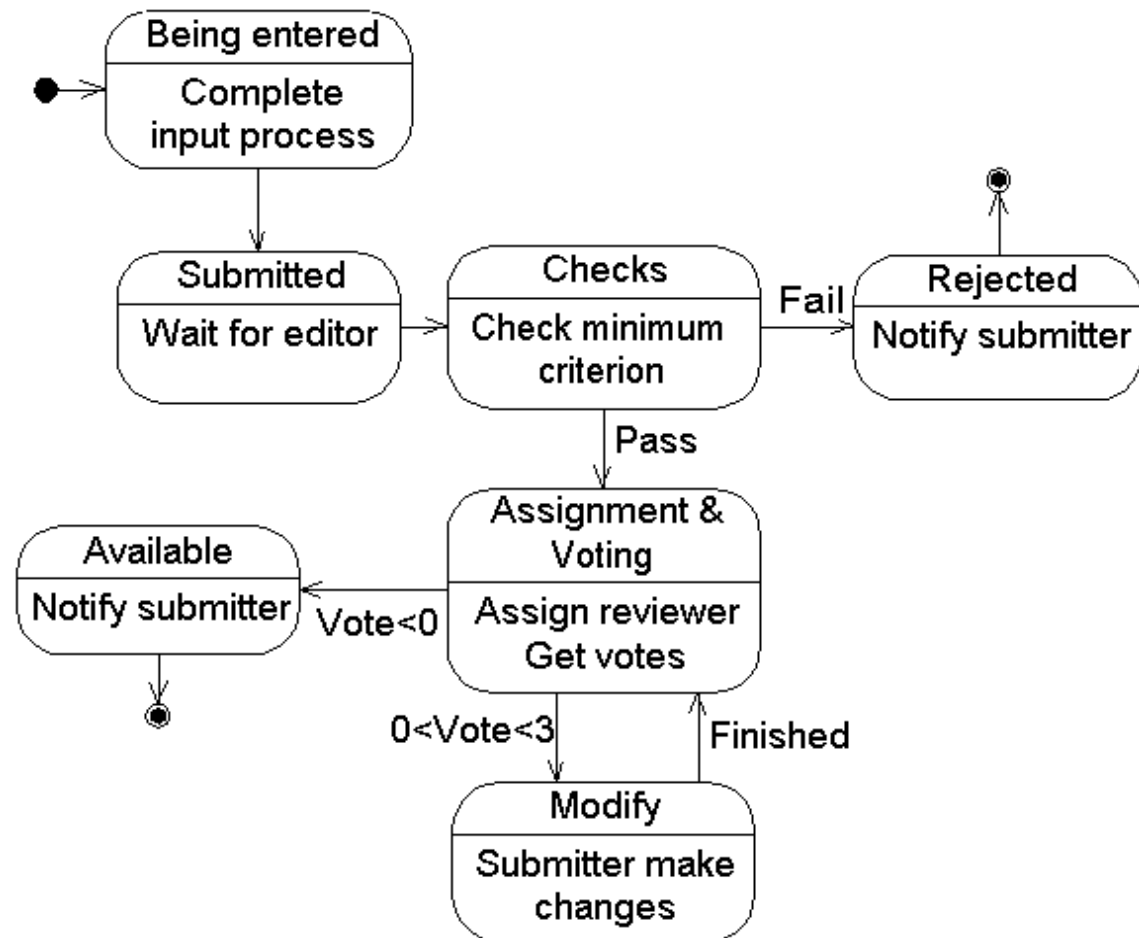 Being entered
Complete
input process
Submitted
Wait for editor
Checks
Check minimum
criterion
Fail
Rejected
Notify submitter
Pass
Assignment &
Voting
Assign reviewer
Get votes
Available
Notify submitter
Vote<0
0<Vote<3
Finished
Modify
Submitter make
changes